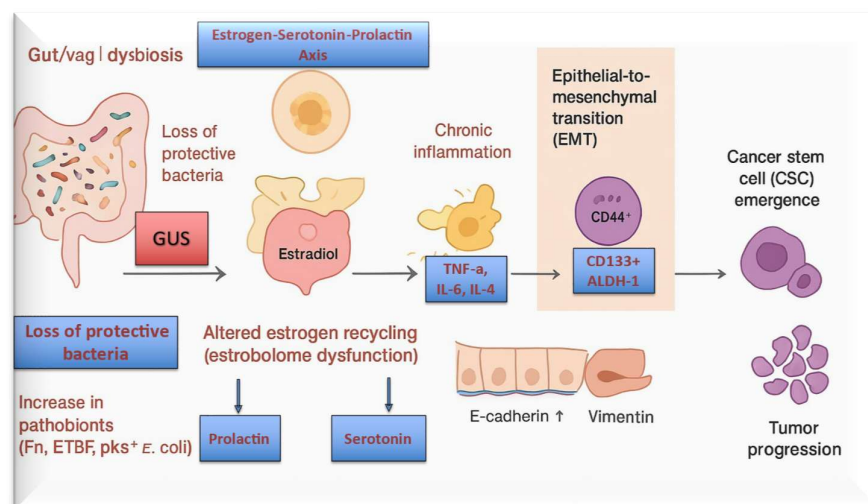 Estrogen-Serotonin-Prolactin
Axis
Gut/vag l dysbiosis
Loss of
protective
bacteria
GUS
Estradiol
Chronic
inflammation
TNF-a,
IL-6, IL-4
Epithelial-to-
mesenchymal
transition
(EMT)
CD44⁺
CD133+
ALDH-1
Cancer stem
cell (CSC)
emergence
Loss of protective
bacteria
Increase in
pathobionts
(Fn, ETBF, pks⁺ E. coli)
Altered estrogen recycling
(estrobolome dysfunction)
Prolactin
Serotonin
E-cadherin ↑
Vimentin
Tumor
progression